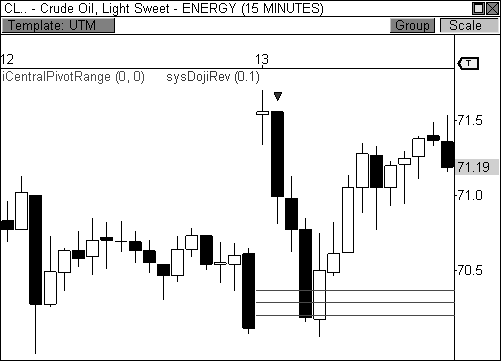 CL.. - Crude Oil, Light Sweet - ENERGY (15 MINUTES)
Template: UTM Group Scale
12 13 T
iCentralPivotRange (0, 0) sysDojiRev (0.1)
71.5
71.19
71.0
70.5